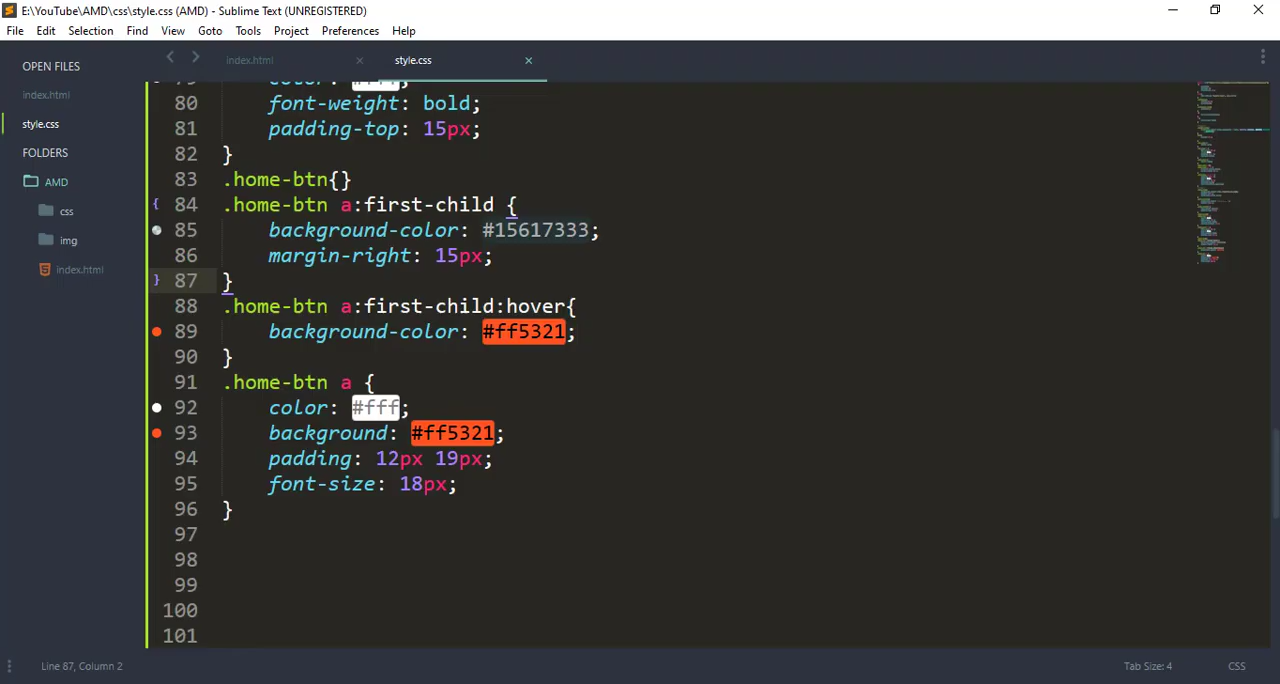 E:\YouTube\AMD\css\style.css (AMD) - Sublime Text (UNREGISTERED)
File Edit Selection Find View Goto Tools Project Preferences Help
OPEN FILES
index.html
style.css
FOLDERS
AMD
css
img
index.html
index.html
style.css
80 font-weight: bold;
81 padding-top: 15px;
82 }
83 .home-btn{}
84 .home-btn a:first-child {
85 background-color: #15617333;
86 margin-right: 15px;
87 }
88 .home-btn a:first-child:hover{
89 background-color: #ff5321;
90 }
91 .home-btn a {
92 color: #fff;
93 background: #ff5321;
94 padding: 12px 19px;
95 font-size: 18px;
96 }
97
98
99
100
101
Line 87, Column 2
Tab Size: 4
CSS